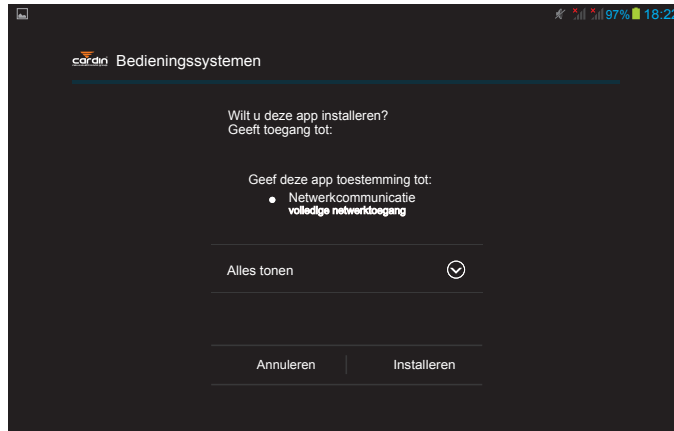 97% 18:22
cardin Bedieningssystemen
Wilt u deze app installeren?
Geeft toegang tot:
Geef deze app toestemming tot:
● Netwerkcommunicatie
volledige netwerktoegang
Alles tonen
Annuleren
Installeren